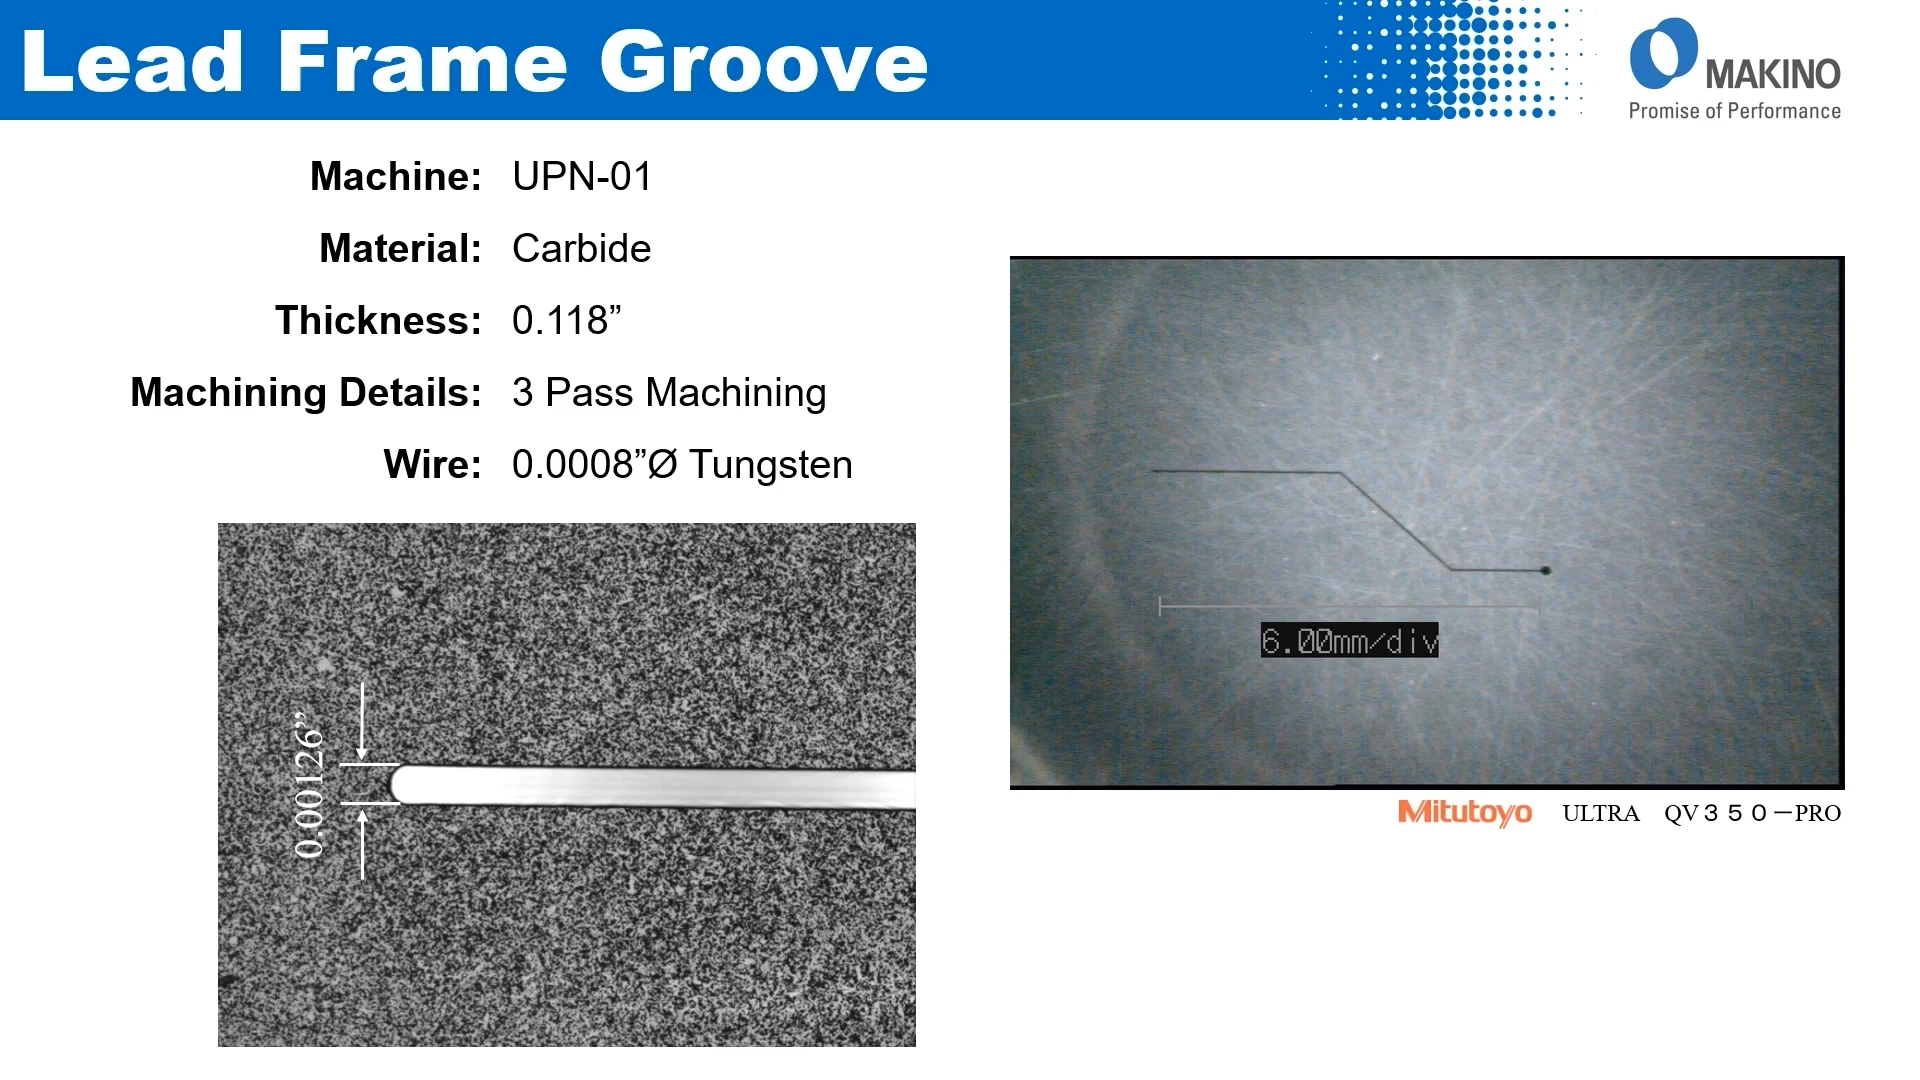 Lead Frame Groove
MAKINO
Promise of Performance
Machine: UPN-01
Material: Carbide
Thickness: 0.118”
Machining Details: 3 Pass Machining
Wire: 0.0008”Ø Tungsten
0.00126”
6.00mm/div
Mitutoyo ULTRA QV350-PRO